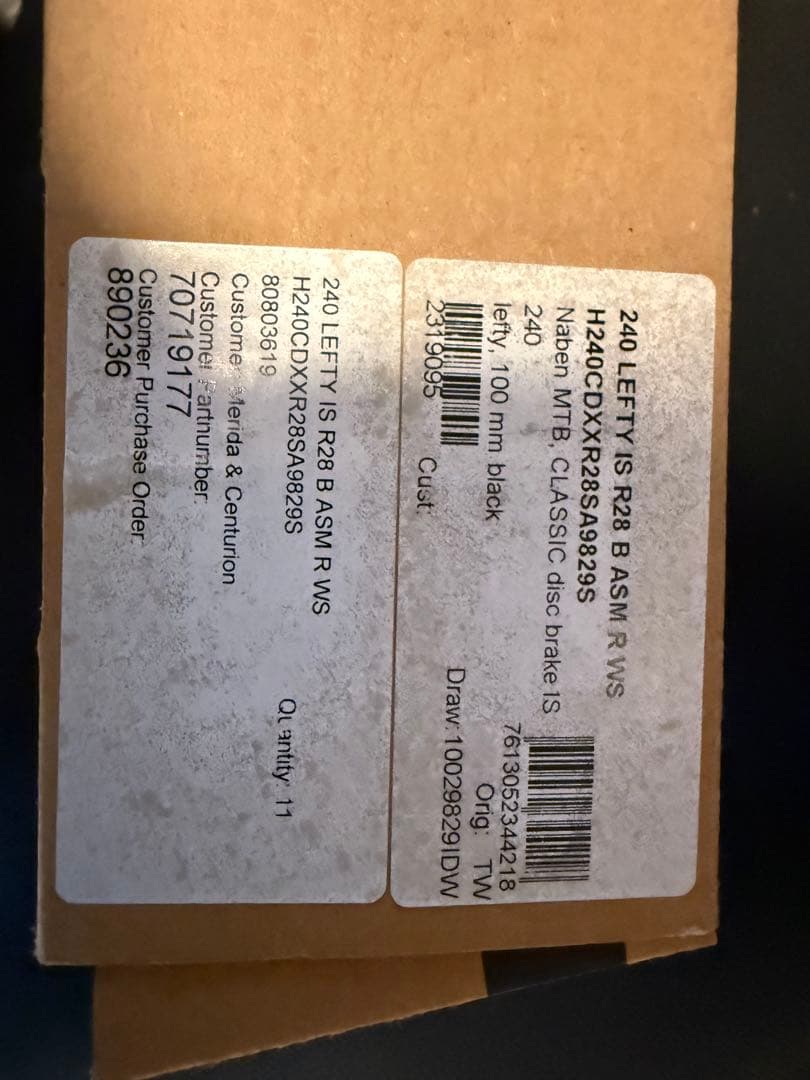 240 LEFTY IS R28 B ASM R WS
H240CDXXR28SA9829S
Naben MTB, CLASSIC disc brake IS
240
lefty, 100 mm black
7613052344218
Orig: TW
2319095 Cust:
Draw:10029829IDW
240 LEFTY IS R28 B ASM R WS
H240CDXXR28SA9829S
80803619
Quantity: 11
Customer Merida & Centurion
Customer Partnumber:
70719177
Customer Purchase Order:
890236